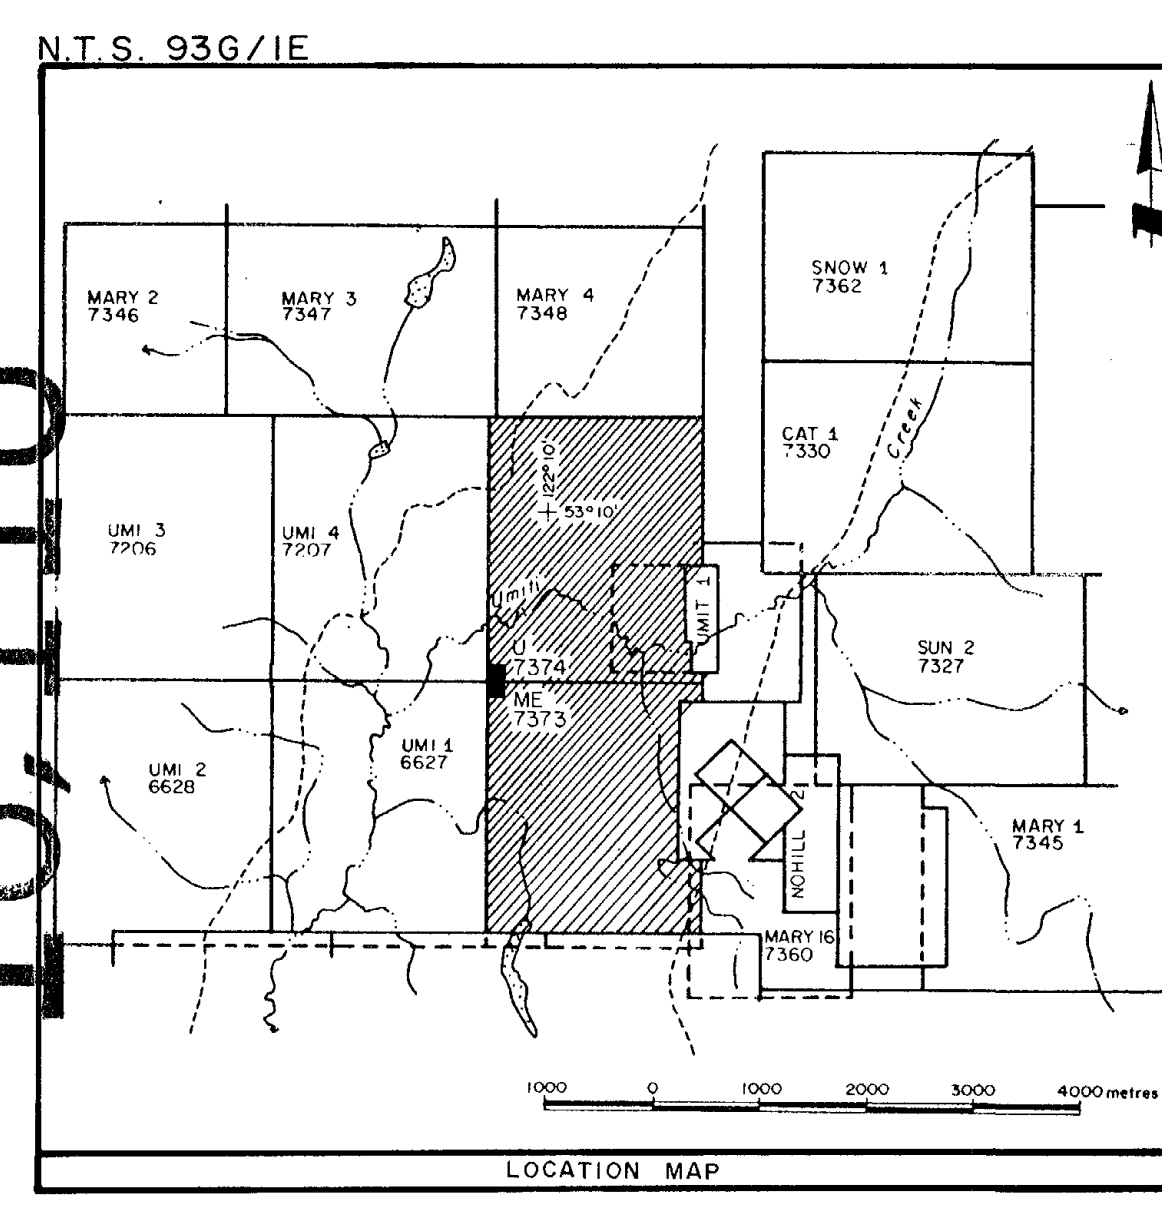 N.T.S. 93G/1E
SNOW 1
7362
MARY 2
7346
MARY 3
7347
MARY 4
7348
CAT 1
7330
Creek
122°10'
53°10'
UMI 3
7206
UMI 4
7207
Umiti
UMIT 1
U
7374
SUN 2
7327
ME
7373
UMI 1
6627
UMI 2
6628
NOHILL 2
MARY 1
7345
MARY 16
7360
1000 0 1000 2000 3000 4000 metres
LOCATION MAP